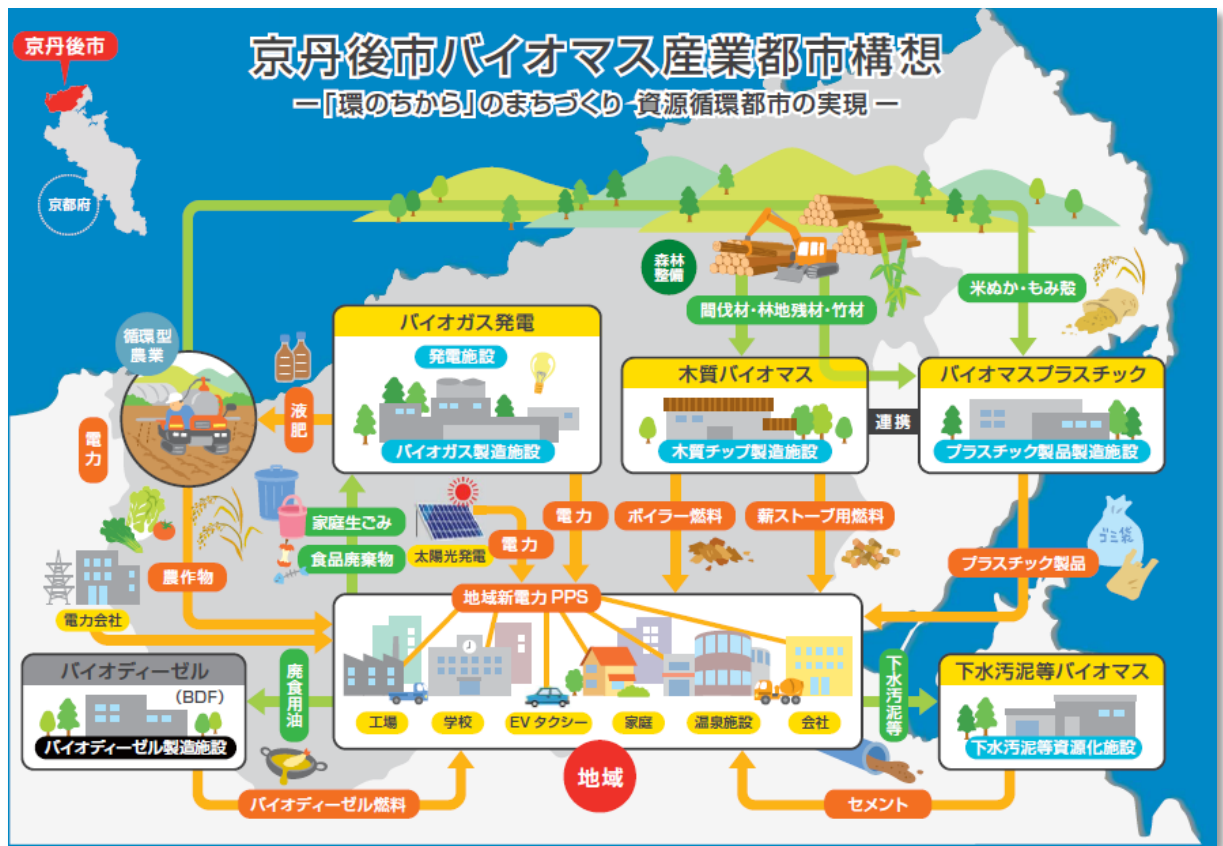 京丹後市
京丹後市バイオマス産業都市構想
ー「環のちから」のまちづくり 資源循環都市の実現ー
京都府
森林
整備
間伐材・林地残材・竹材
米ぬか・もみ殻
循環型
農業
バイオガス発電
発電施設
バイオガス製造施設
木質バイオマス
木質チップ製造施設
連携
バイオマスプラスチック
プラスチック製品製造施設
液肥
電力
家庭生ごみ
食品廃棄物
太陽光発電
電力
電力
ボイラー燃料
薪ストーブ用燃料
ゴミ袋
プラスチック製品
農作物
電力会社
地域新電力 PPS
工場
学校
EV タクシー
家庭
温泉施設
会社
地域
バイオディーゼル
(BDF)
バイオディーゼル製造施設
廃食用油
バイオディーゼル燃料
下水汚泥等
下水汚泥等バイオマス
下水汚泥等資源化施設
セメント